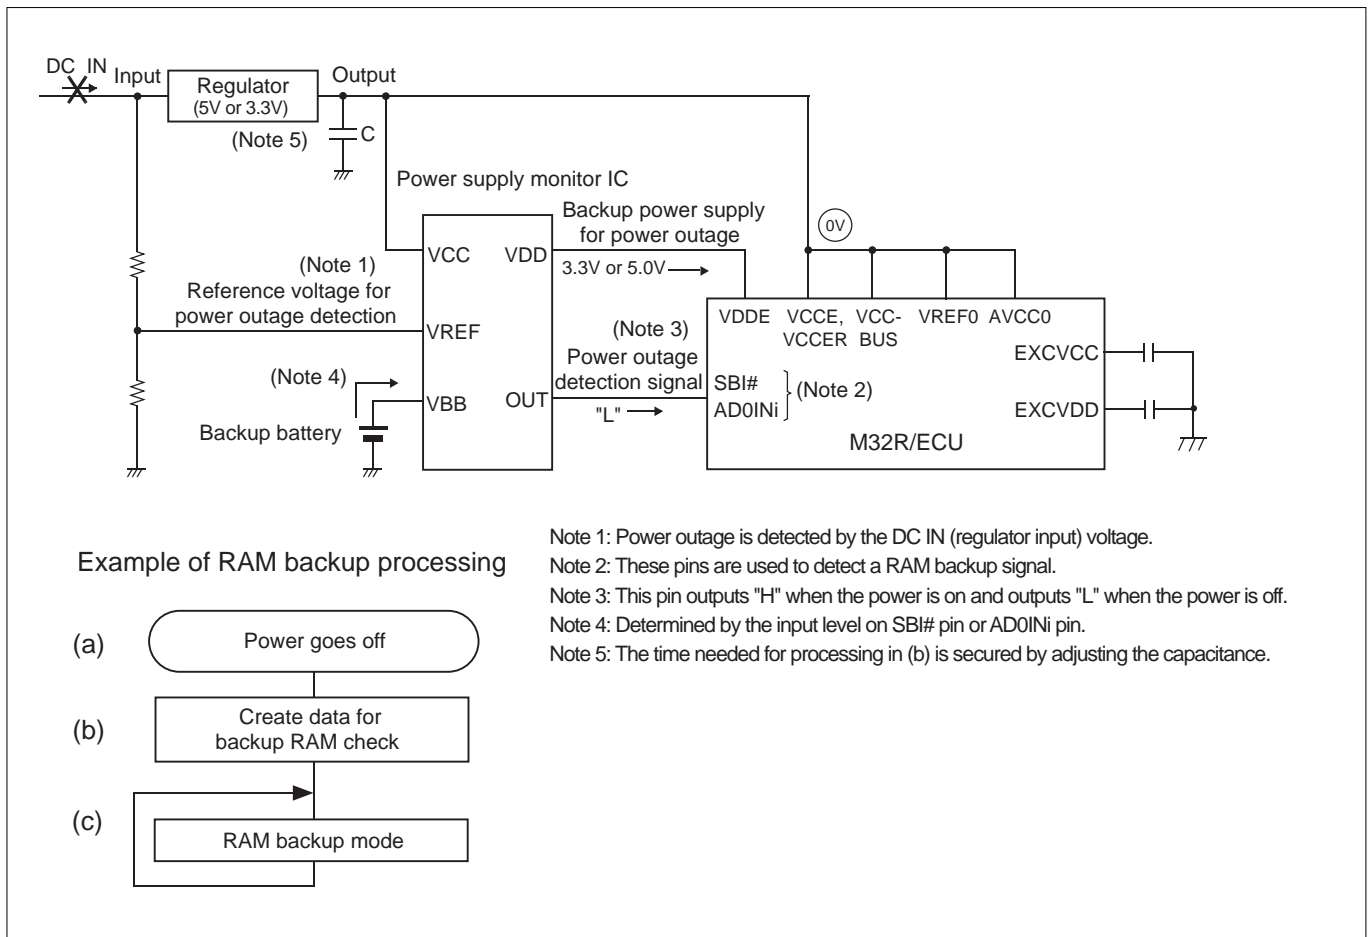 DC IN
Input
Regulator
(5V or 3.3V)
Output
(Note 5)
C
Power supply monitor IC
Backup power supply
for power outage
0V
VCC
VDD
3.3V or 5.0V
(Note 1)
Reference voltage for
power outage detection
VREF
(Note 3)
Power outage
detection signal
VDDE
VCCE,
VCCER
VCC-
BUS
VREF0
AVCC0
EXCVCC
(Note 4)
VBB
OUT
"L"
SBI#
AD0INi
(Note 2)
EXCVDD
Backup battery
M32R/ECU
Example of RAM backup processing
(a)
Power goes off
(b)
Create data for
backup RAM check
(c)
RAM backup mode
Note 1: Power outage is detected by the DC IN (regulator input) voltage.
Note 2: These pins are used to detect a RAM backup signal.
Note 3: This pin outputs "H" when the power is on and outputs "L" when the power is off.
Note 4: Determined by the input level on SBI# pin or AD0INi pin.
Note 5: The time needed for processing in (b) is secured by adjusting the capacitance.